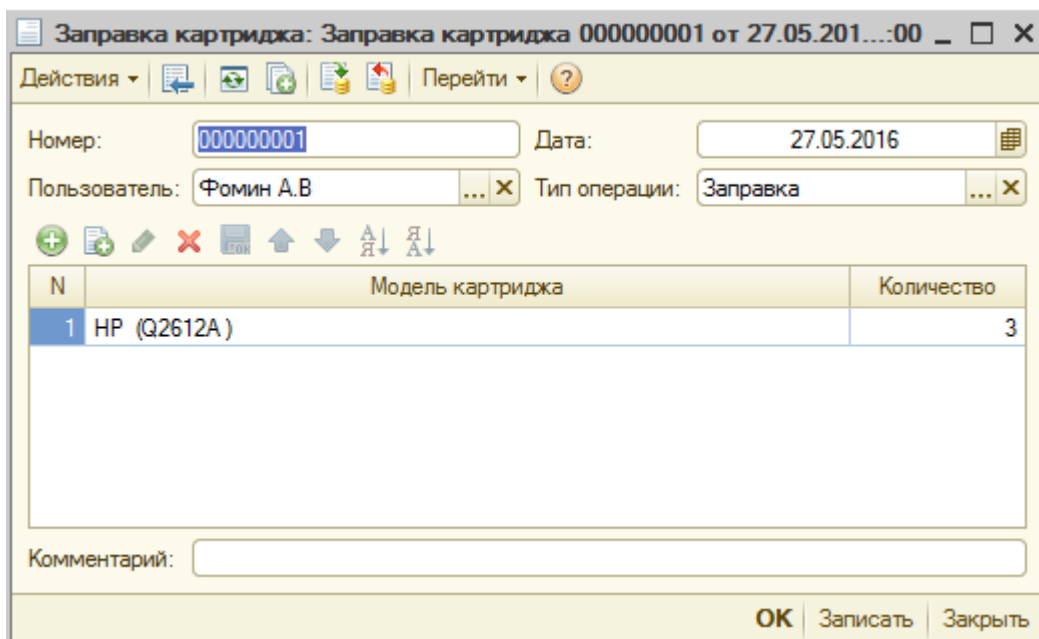 Заправка картриджа: Заправка картриджа 000000001 от 27.05.201...:00
Действия Перейти ?
Номер: 000000001 Дата: 27.05.2016
Пользователь: Фомин А.В ... Тип операции: Заправка ...
N Модель картриджа Количество
1 HP (Q2612A ) 3
Комментарий:
OK Записать Закрыть